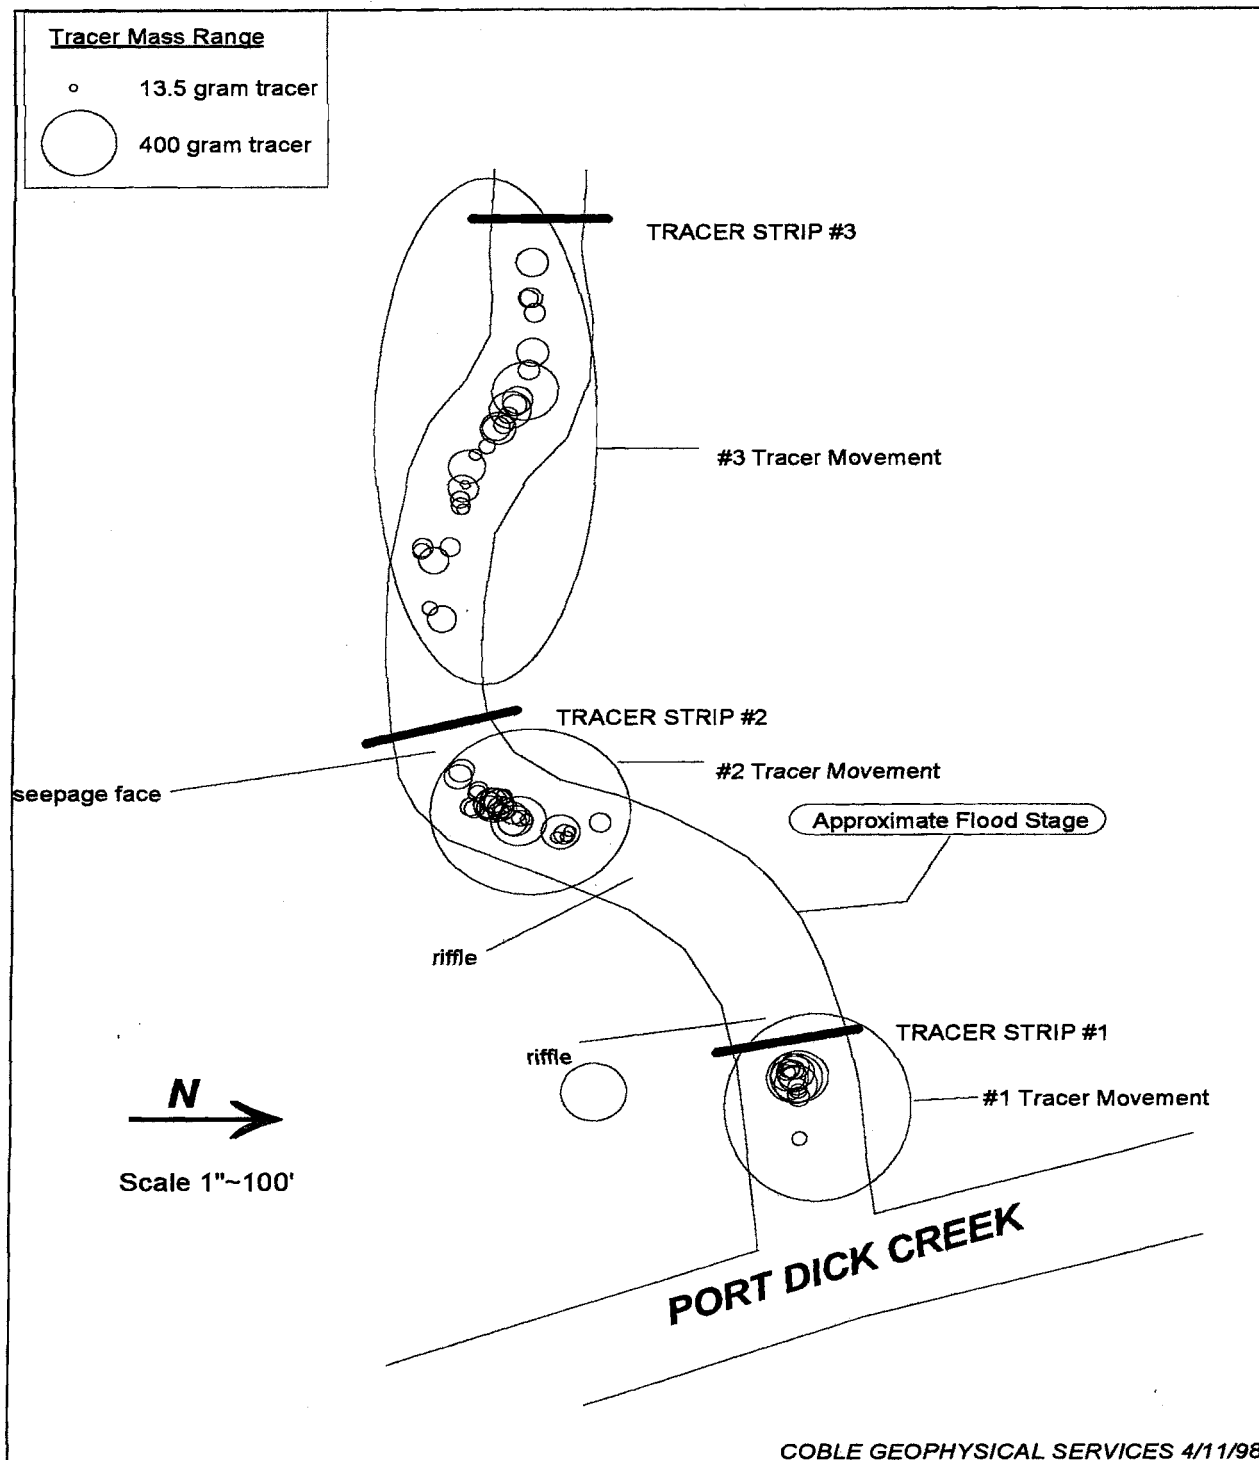 Tracer Mass Range
13.5 gram tracer
400 gram tracer
TRACER STRIP #3
#3 Tracer Movement
TRACER STRIP #2
#2 Tracer Movement
seepage face
Approximate Flood Stage
riffle
TRACER STRIP #1
riffle
#1 Tracer Movement
N
Scale 1"~100'
PORT DICK CREEK
COBLE GEOPHYSICAL SERVICES 4/11/98